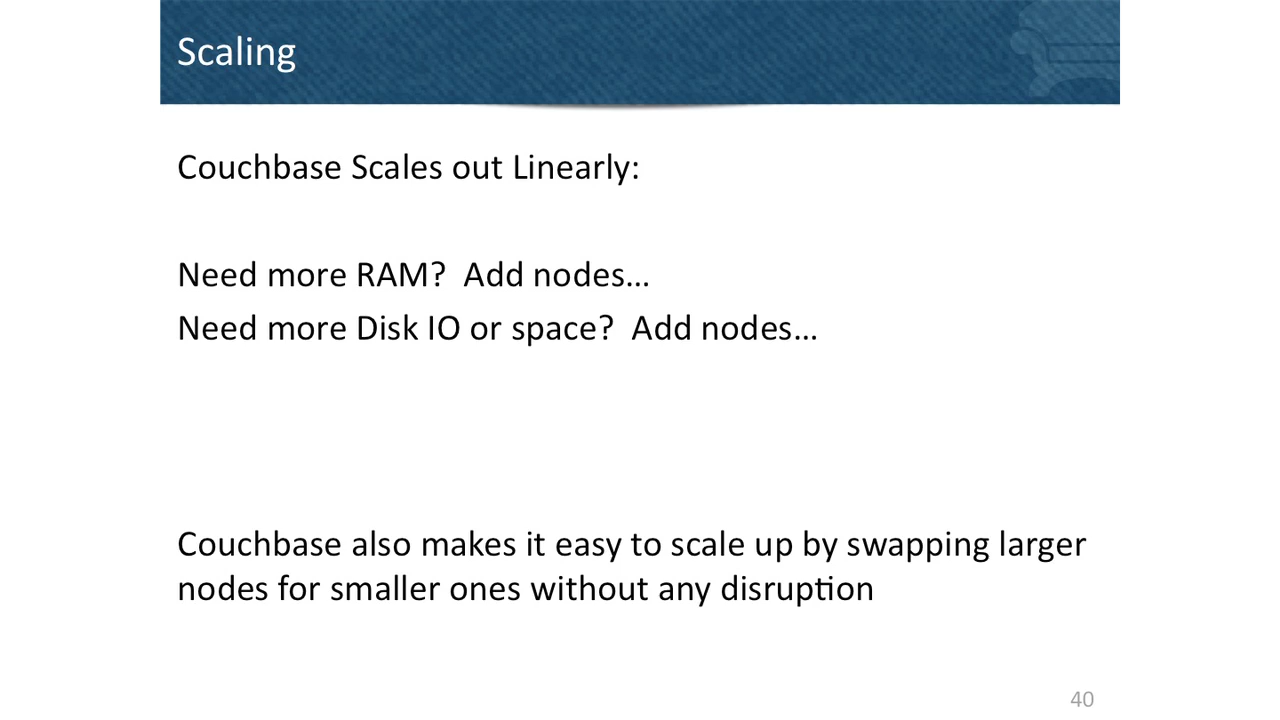 Scaling
Couchbase Scales out Linearly:
Need more RAM?  Add nodes…
Need more Disk IO or space?  Add nodes…
Couchbase also makes it easy to scale up by swapping larger
nodes for smaller ones without any disruption
40